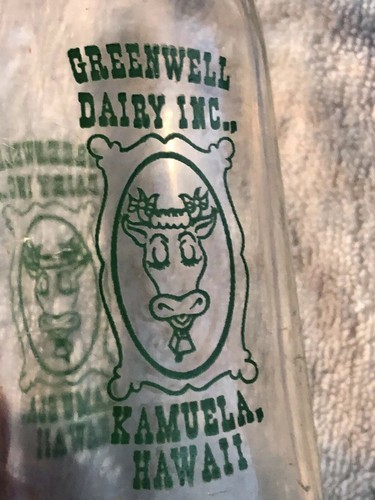 GREENWELL
DAIRY INC.,
KAMUELA,
HAWAII